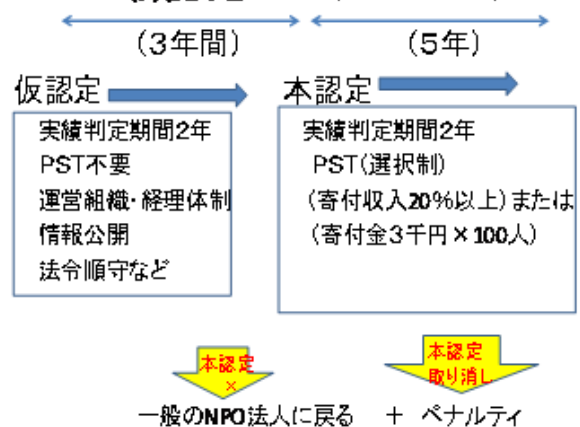 (3年間)
(5年)
仮認定
本認定
実績判定期間2年
PST不要
運営組織・経理体制
情報公開
法令順守など
実績判定期間2年
PST(選択制)
(寄付収入20%以上)または
(寄付金3千円×100人)
本認定
×
本認定
取り消し
一般のNPO法人に戻る + ペナルティ